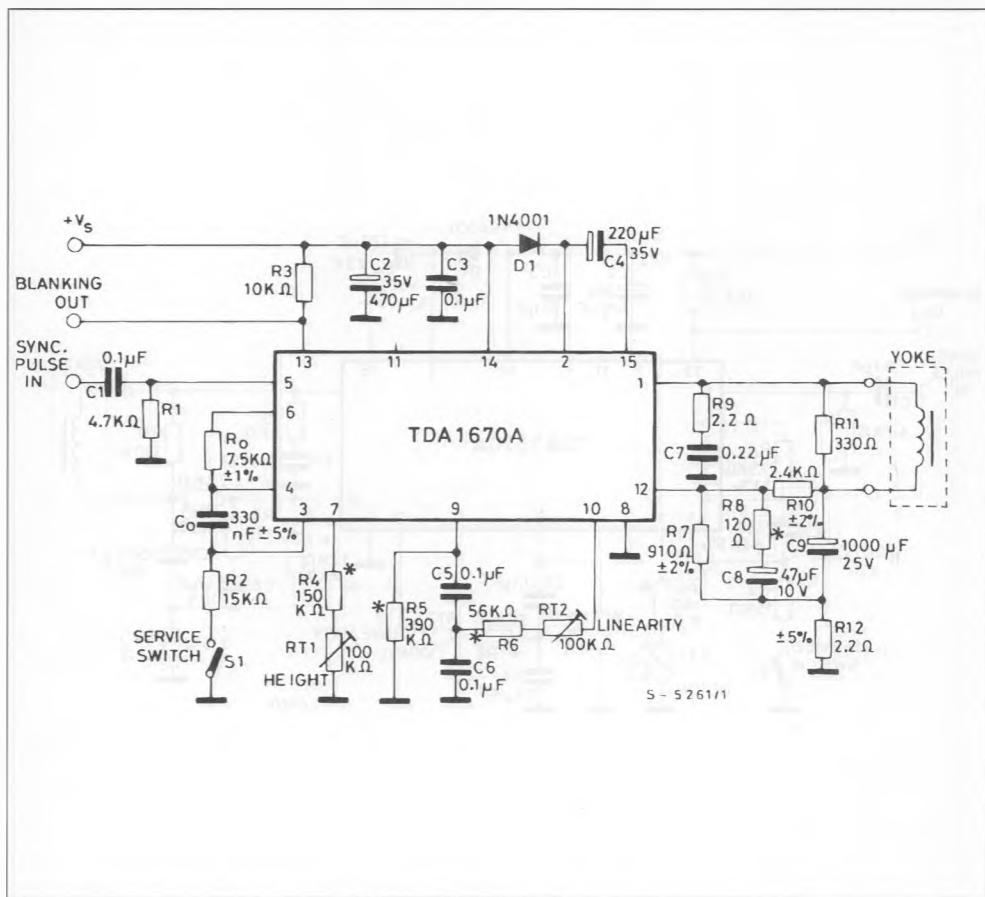 1N4001
220µF
35V
+Vs
D1
C4
R3
10KΩ
C2
35V
470µF
C3
0.1µF
BLANKING
OUT
SYNC.
PULSE
IN
0.1µF
C1
R1
4.7KΩ
13
11
14
2
15
5
6
4
3
7
9
10
8
1
12
TDA1670A
Ro
7.5KΩ
±1%
Co
330
nF ±5%
R2
15KΩ
SERVICE
SWITCH
S1
*
R4
150
KΩ
RT1
100
KΩ
HEIGHT
*
R5
390
KΩ
C5
0.1µF
56KΩ
*
R6
RT2
100KΩ
LINEARITY
C6
0.1µF
YOKE
R9
2.2 Ω
C7
0.22 µF
R11
330Ω
2.4KΩ
R10
±2%
R8
120
Ω
*
R7
910Ω
±2%
C8
47µF
10V
C9
1000 µF
25V
±5%
R12
2.2Ω
S - 5261/1